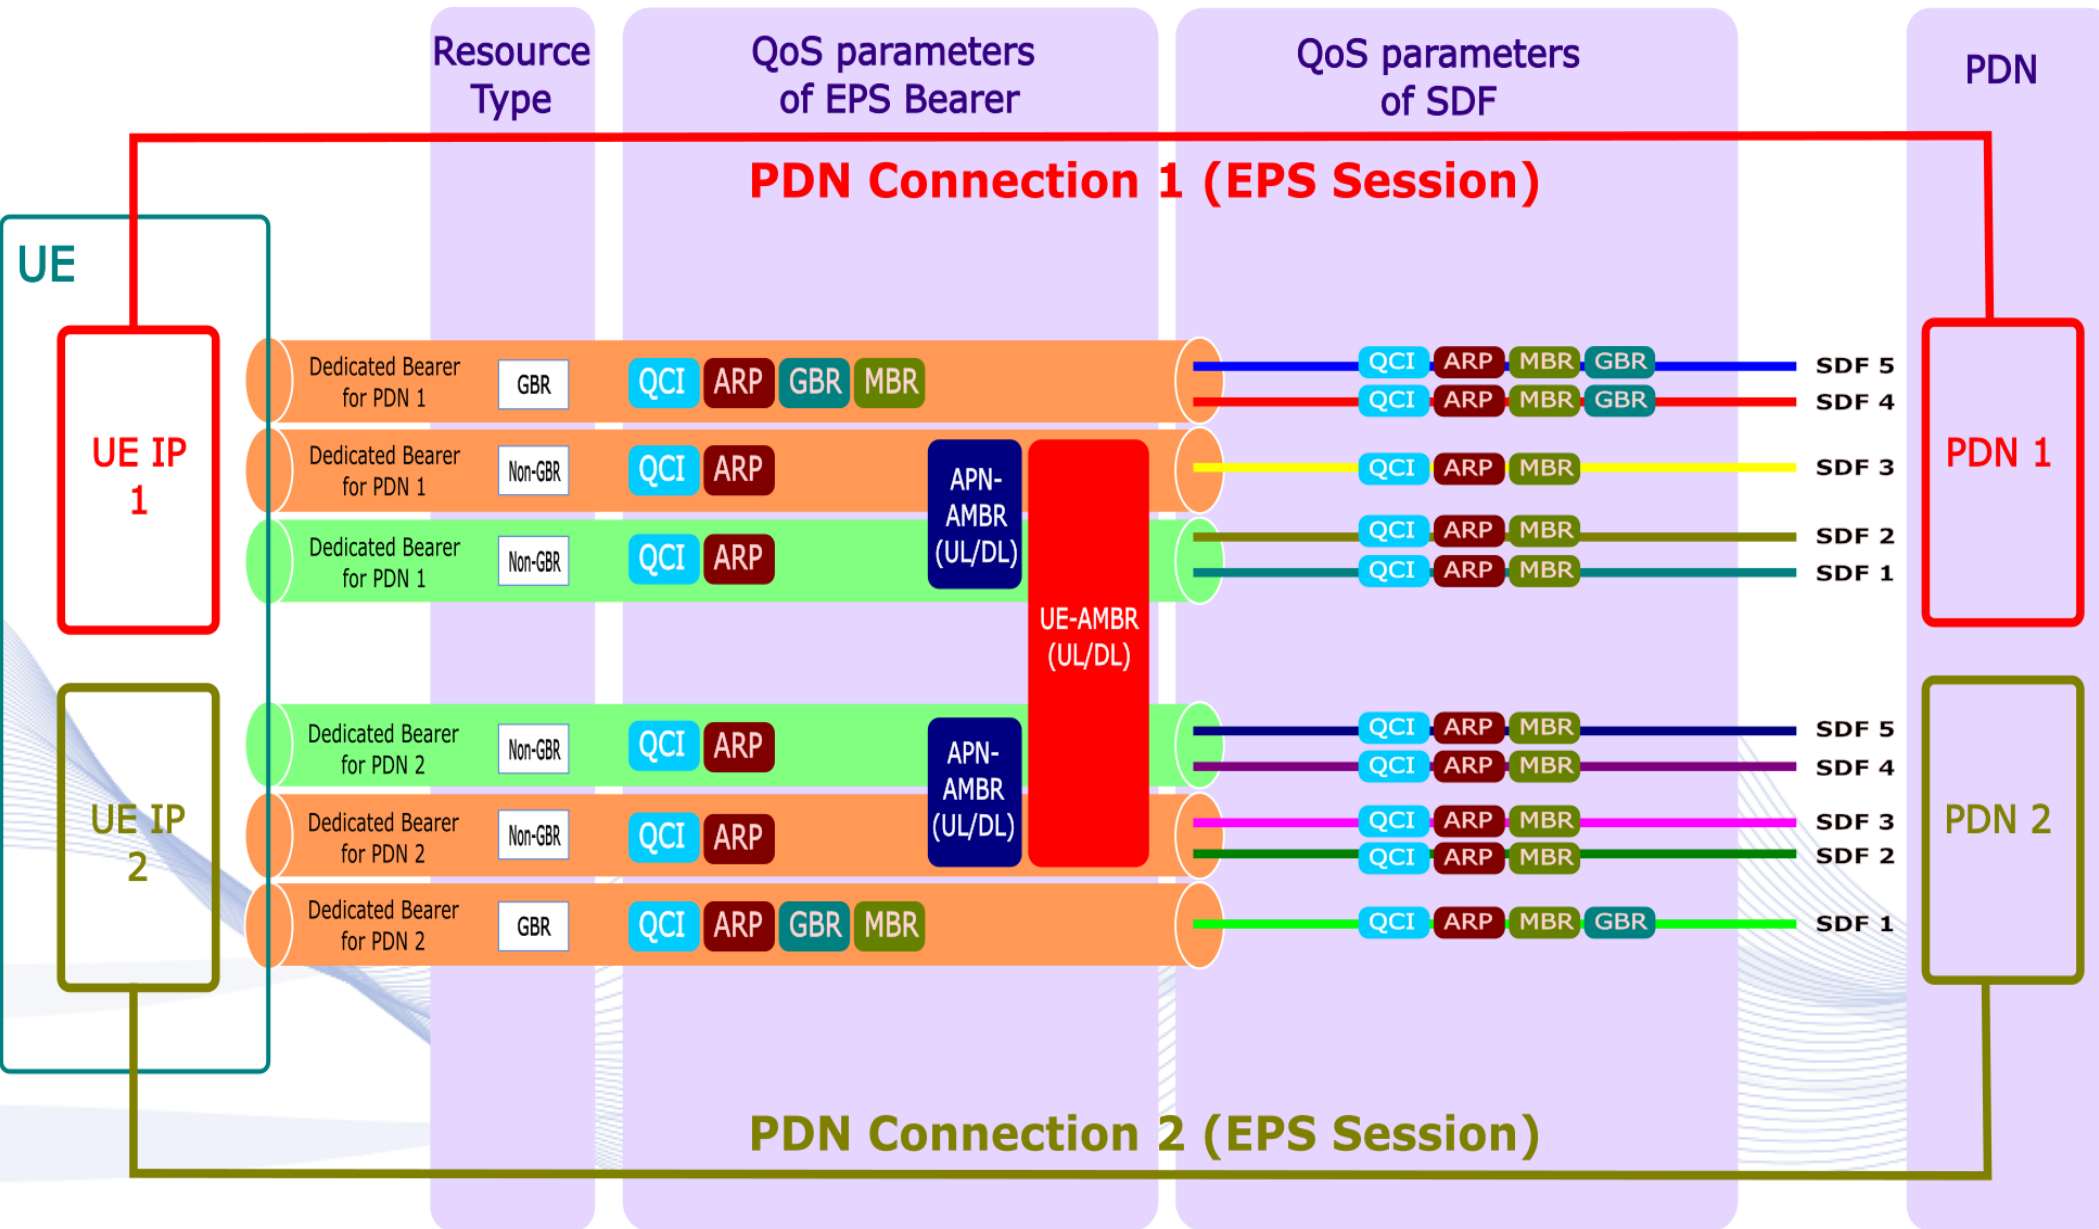 Resource
Type
QoS parameters
of EPS Bearer
QoS parameters
of SDF
PDN
PDN Connection 1 (EPS Session)
UE
UE IP
1
Dedicated Bearer
for PDN 1
GBR
QCI ARP GBR MBR
QCI ARP MBR GBR
SDF 5
QCI ARP MBR GBR
SDF 4
Dedicated Bearer
for PDN 1
Non-GBR
QCI ARP
QCI ARP MBR
SDF 3
Dedicated Bearer
for PDN 1
Non-GBR
QCI ARP
QCI ARP MBR
SDF 2
QCI ARP MBR
SDF 1
APN-
AMBR
(UL/DL)
UE-AMBR
(UL/DL)
PDN 1
UE IP
2
Dedicated Bearer
for PDN 2
Non-GBR
QCI ARP
QCI ARP MBR
SDF 5
QCI ARP MBR
SDF 4
APN-
AMBR
(UL/DL)
Dedicated Bearer
for PDN 2
Non-GBR
QCI ARP
QCI ARP MBR
SDF 3
QCI ARP MBR
SDF 2
Dedicated Bearer
for PDN 2
GBR
QCI ARP GBR MBR
QCI ARP MBR GBR
SDF 1
PDN 2
PDN Connection 2 (EPS Session)